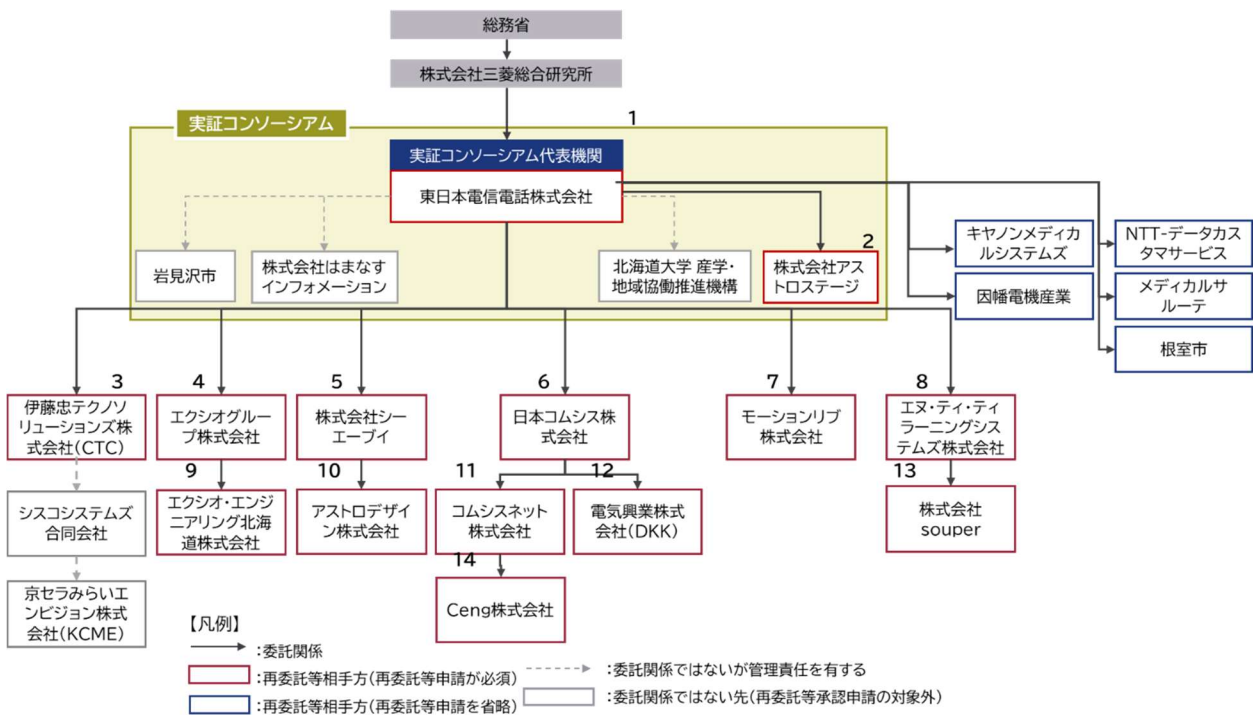 総務省
株式会社三菱総合研究所
実証コンソーシアム
1
実証コンソーシアム代表機関
東日本電信電話株式会社
岩見沢市
株式会社はまなす
インフォメーション
北海道大学 産学・
地域協働推進機構
2
株式会社アス
トロステージ
キヤノンメディカ
ルシステムズ
NTT-データカス
タマサービス
因幡電機産業
メディカルサ
ルーテ
根室市
3
伊藤忠テクノソ
リューションズ株
式会社(CTC)
4
エクシオグルー
プ株式会社
5
株式会社シー
エーブイ
6
日本コムシス株
式会社
7
モーションリブ
株式会社
8
エヌ・ティ・ティ
ラーニングシス
テムズ株式会社
シスコシステムズ
合同会社
9
エクシオ・エンジ
ニアリング北海
道株式会社
10
アストロデザイ
ン株式会社
11
コムシスネット
株式会社
12
電気興業株式
会社(DKK)
13
株式会社
souper
京セラみらいエ
ンビジョン株式
会社(KCME)
14
Ceng株式会社
【凡例】
:委託関係
:委託関係ではないが管理責任を有する
:再委託等相手方(再委託等申請が必須)
:委託関係ではない先(再委託等承認申請の対象外)
:再委託等相手方(再委託等申請を省略)